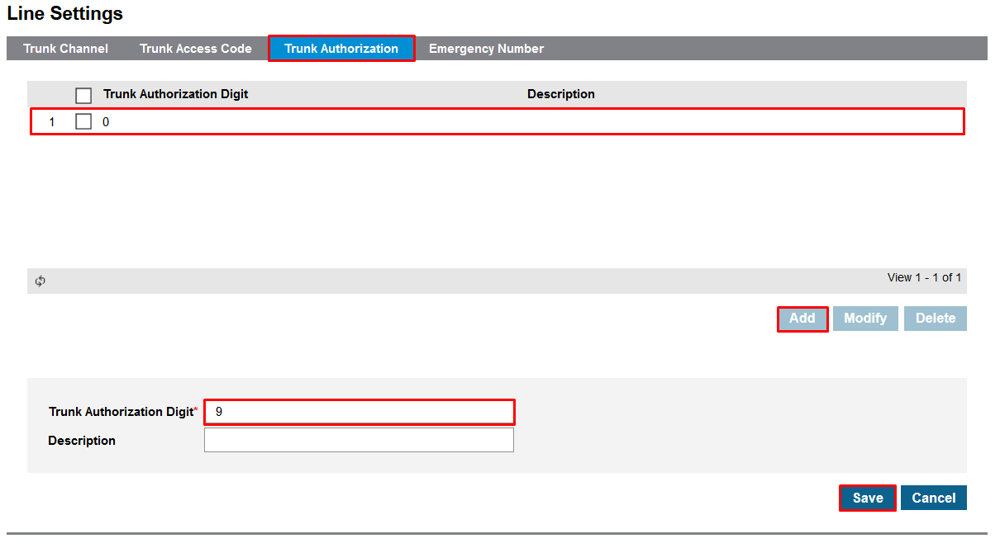 Line Settings
Trunk Channel Trunk Access Code Trunk Authorization Emergency Number
Trunk Authorization Digit Description
1 0
View 1 - 1 of 1
Add Modify Delete
Trunk Authorization Digit* 9
Description
Save Cancel